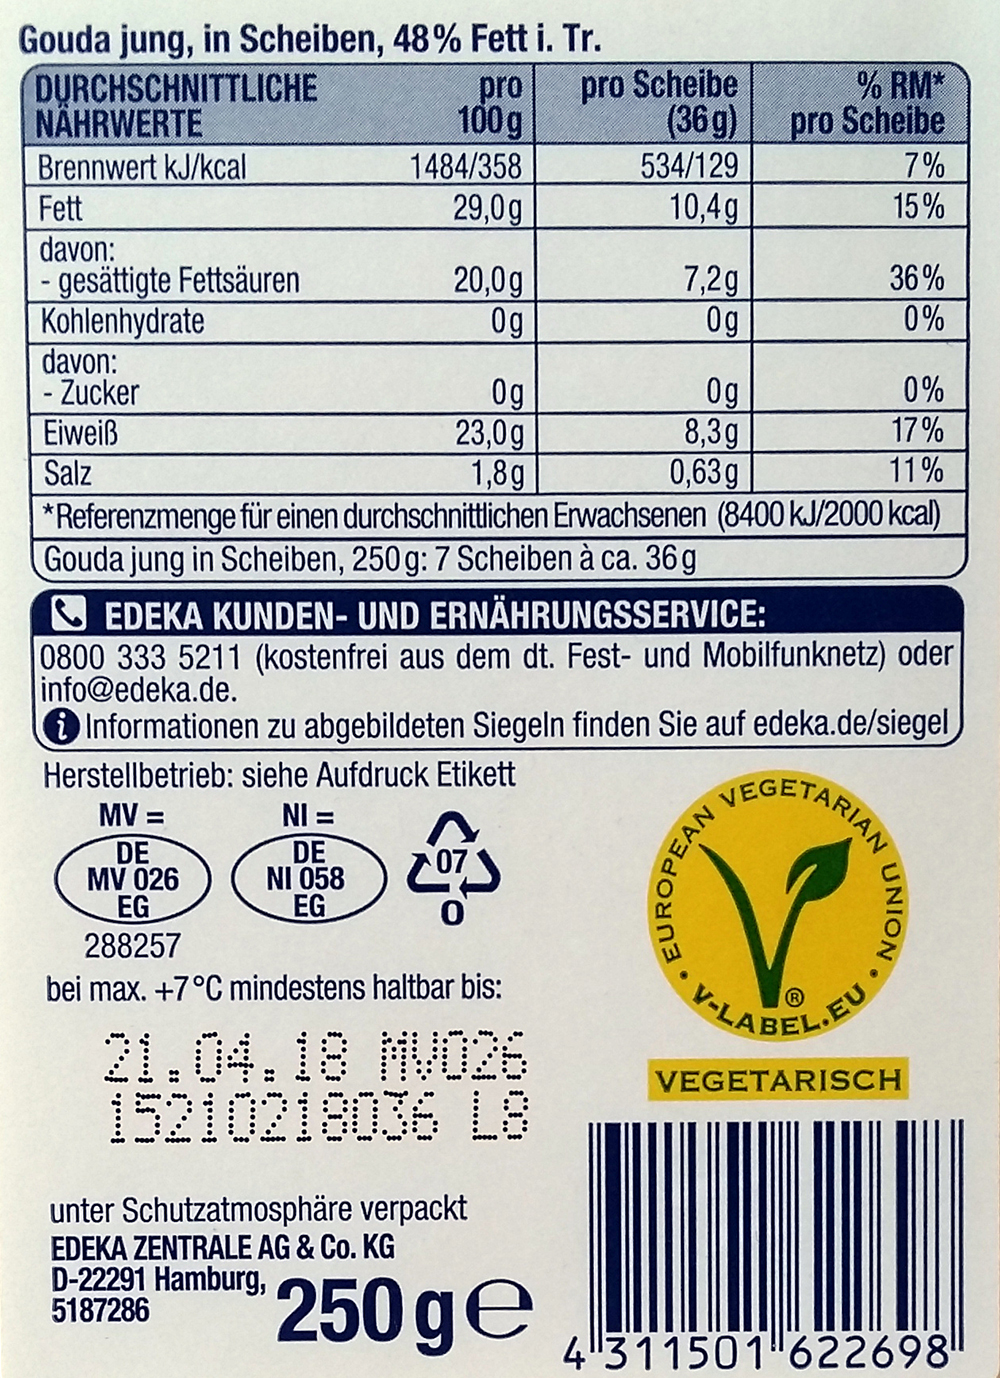 Gouda jung, in Scheiben, 48% Fett i. Tr.
DURCHSCHNITTLICHE NÄHRWERTE pro 100g pro Scheibe (36g) % RM* pro Scheibe
Brennwert kJ/kcal 1484/358 534/129 7%
Fett 29,0g 10,4g 15%
davon:
- gesättigte Fettsäuren 20,0g 7,2g 36%
Kohlenhydrate 0g 0g 0%
davon:
- Zucker 0g 0g 0%
Eiweiß 23,0g 8,3g 17%
Salz 1,8g 0,63g 11%
*Referenzmenge für einen durchschnittlichen Erwachsenen (8400 kJ/2000 kcal)
Gouda jung in Scheiben, 250g: 7 Scheiben à ca. 36g
EDEKA KUNDEN- UND ERNÄHRUNGSSERVICE:
0800 333 5211 (kostenfrei aus dem dt. Fest- und Mobilfunknetz) oder
info@edeka.de.
i Informationen zu abgebildeten Siegeln finden Sie auf edeka.de/siegel
Herstellbetrieb: siehe Aufdruck Etikett
MV = NI =
DE DE
MV 026 NI 058 07
EG EG O
288257
bei max. +7°C mindestens haltbar bis:
21.04.18 MV026
15210218036 L8
EUROPEAN VEGETARIAN UNION
V-LABEL.EU
®
VEGETARISCH
unter Schutzatmosphäre verpackt
EDEKA ZENTRALE AG & Co. KG
D-22291 Hamburg,
5187286
250g℮
4311501622698